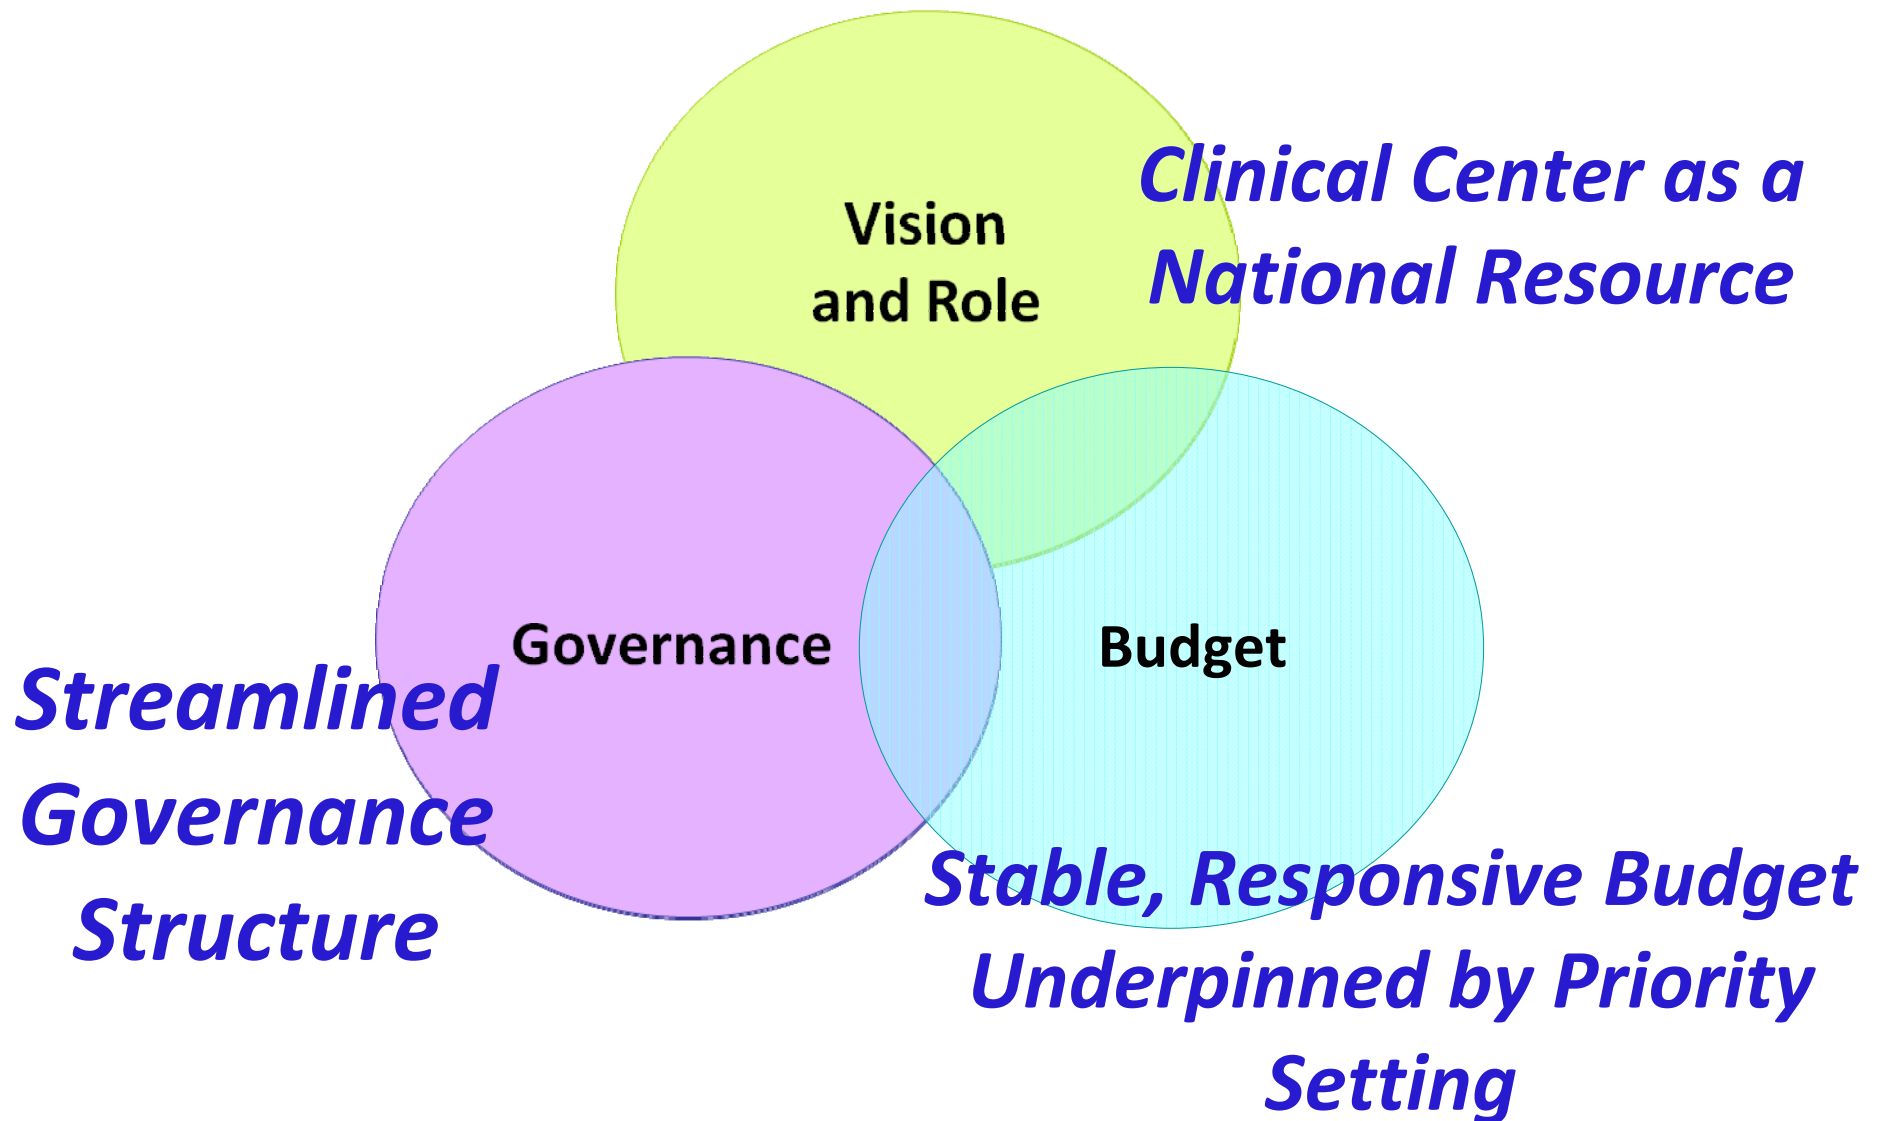 Vision
and Role
Clinical Center as a
National Resource
Governance
Budget
Streamlined
Governance
Structure
Stable, Responsive Budget
Underpinned by Priority
Setting